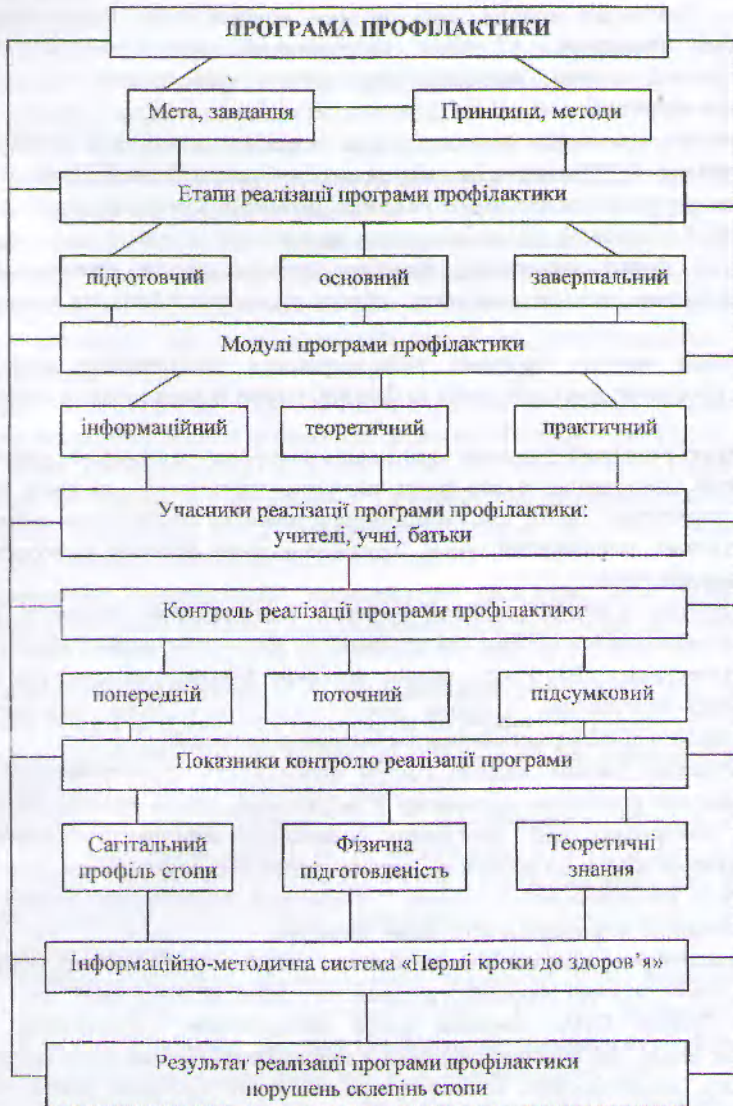 ПРОГРАМА ПРОФІЛАКТИКИ
Мета, завдання
Принципи, методи
Етапи реалізації програми профілактики
підготовчий
основний
завершальний
Модулі програми профілактики
інформаційний
теоретичний
практичний
Учасники реалізації програми профілактики:
учителі, учні, батьки
Контроль реалізації програми профілактики
попередній
поточний
підсумковий
Показники контролю реалізації програми
Сагітальний
профіль стопи
Фізична
підготовленість
Теоретичні
знання
Інформаційно-методична система «Перші кроки до здоров’я»
Результат реалізації програми профілактики
порушень склепінь стопи